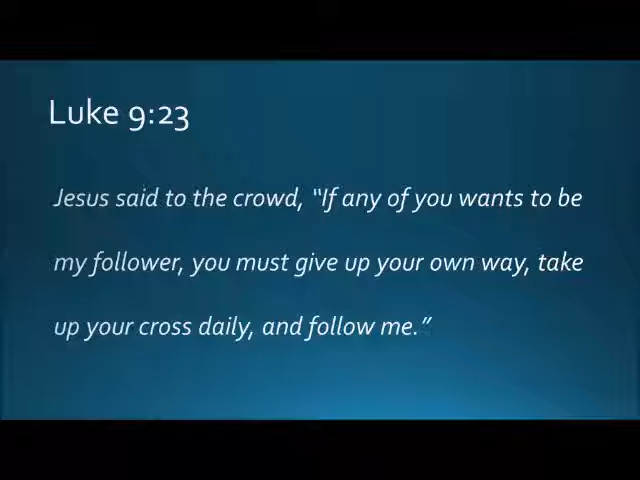 Luke 9:23
Jesus said to the crowd, “If any of you wants to be
my follower, you must give up your own way, take
up your cross daily, and follow me.”